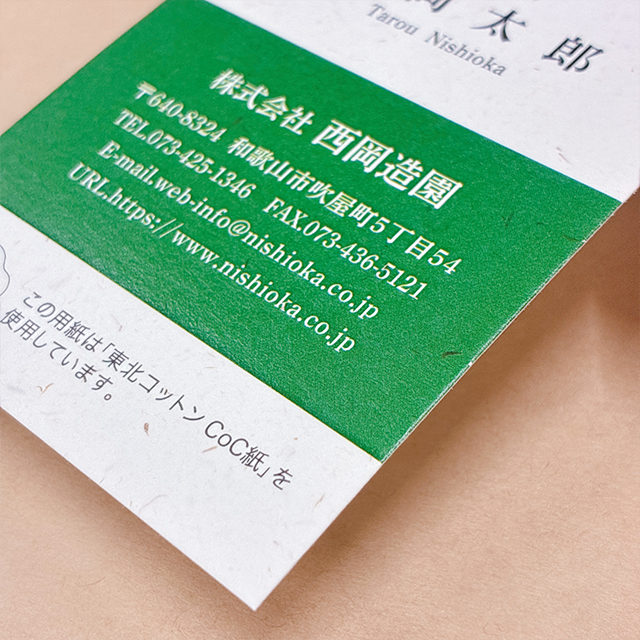 岡 太 郎
Tarou Nishioka
株式会社 西岡造園
〒640-8324 和歌山市吹屋町5丁目54
TEL.073-425-1346 FAX.073-436-5121
E-mail.web-info@nishioka.co.jp
URL.https://www.nishioka.co.jp
この用紙は「東北コットンCoC紙」を
使用しています。